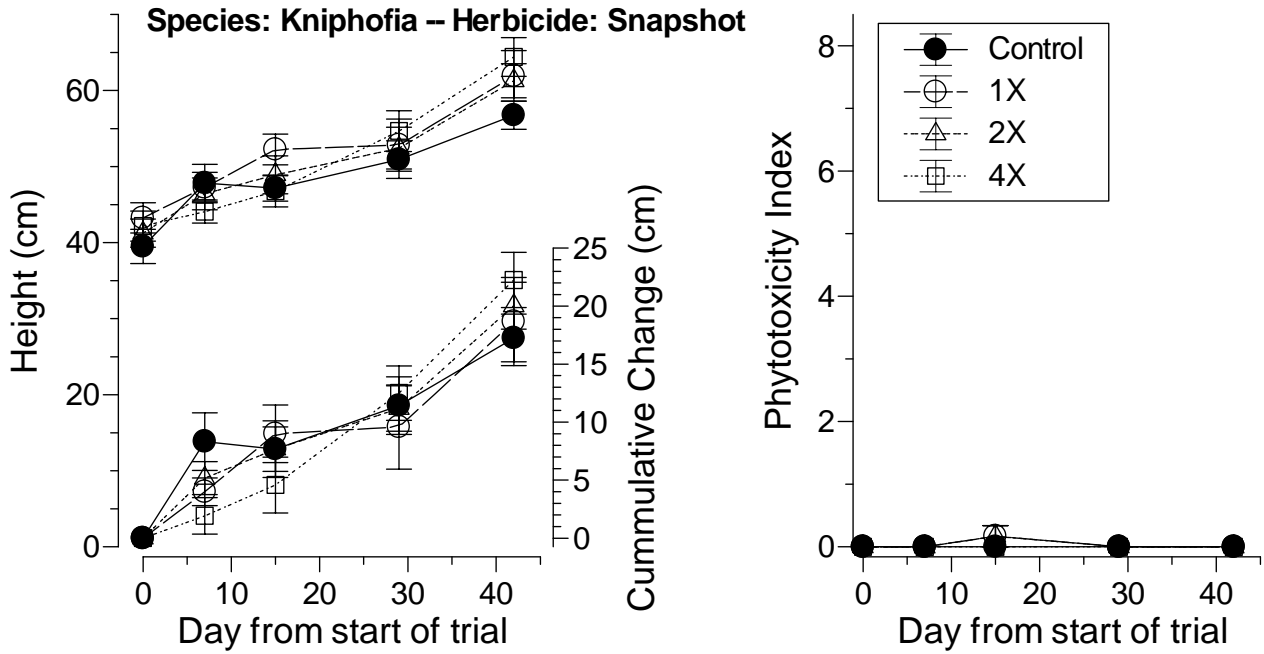 Species: Kniphofia -- Herbicide: Snapshot
Height (cm)
60
40
20
0
Cummulative Change (cm)
25
20
15
10
5
0
0 10 20 30 40
Day from start of trial
Phytotoxicity Index
8
6
4
2
0
Control
1X
2X
4X
0 10 20 30 40
Day from start of trial